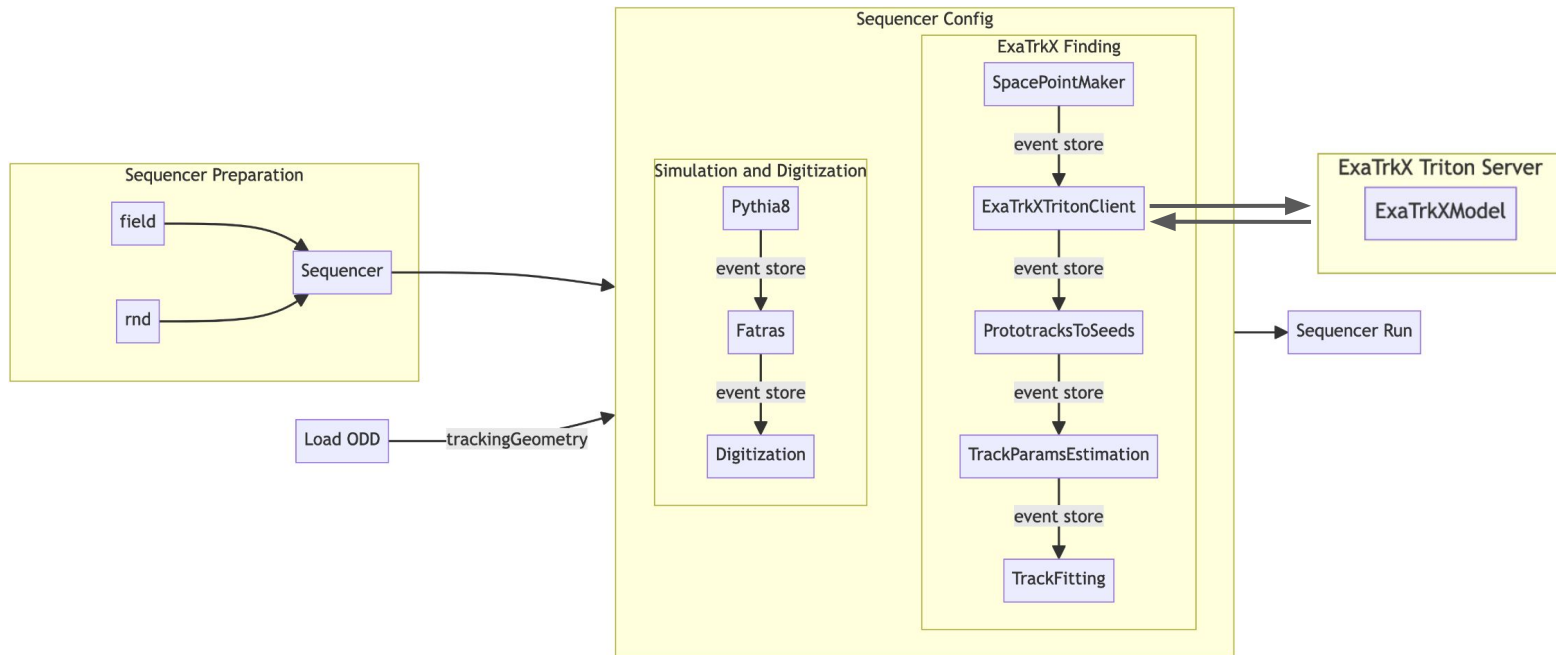 Sequencer Preparation
field
rnd
Sequencer
Load ODD
trackingGeometry
Sequencer Config
Simulation and Digitization
Pythia8
event store
Fatras
event store
Digitization
ExaTrkX Finding
SpacePointMaker
event store
ExaTrkXTritonClient
event store
PrototracksToSeeds
event store
TrackParamsEstimation
event store
TrackFitting
ExaTrkX Triton Server
ExaTrkXModel
Sequencer Run